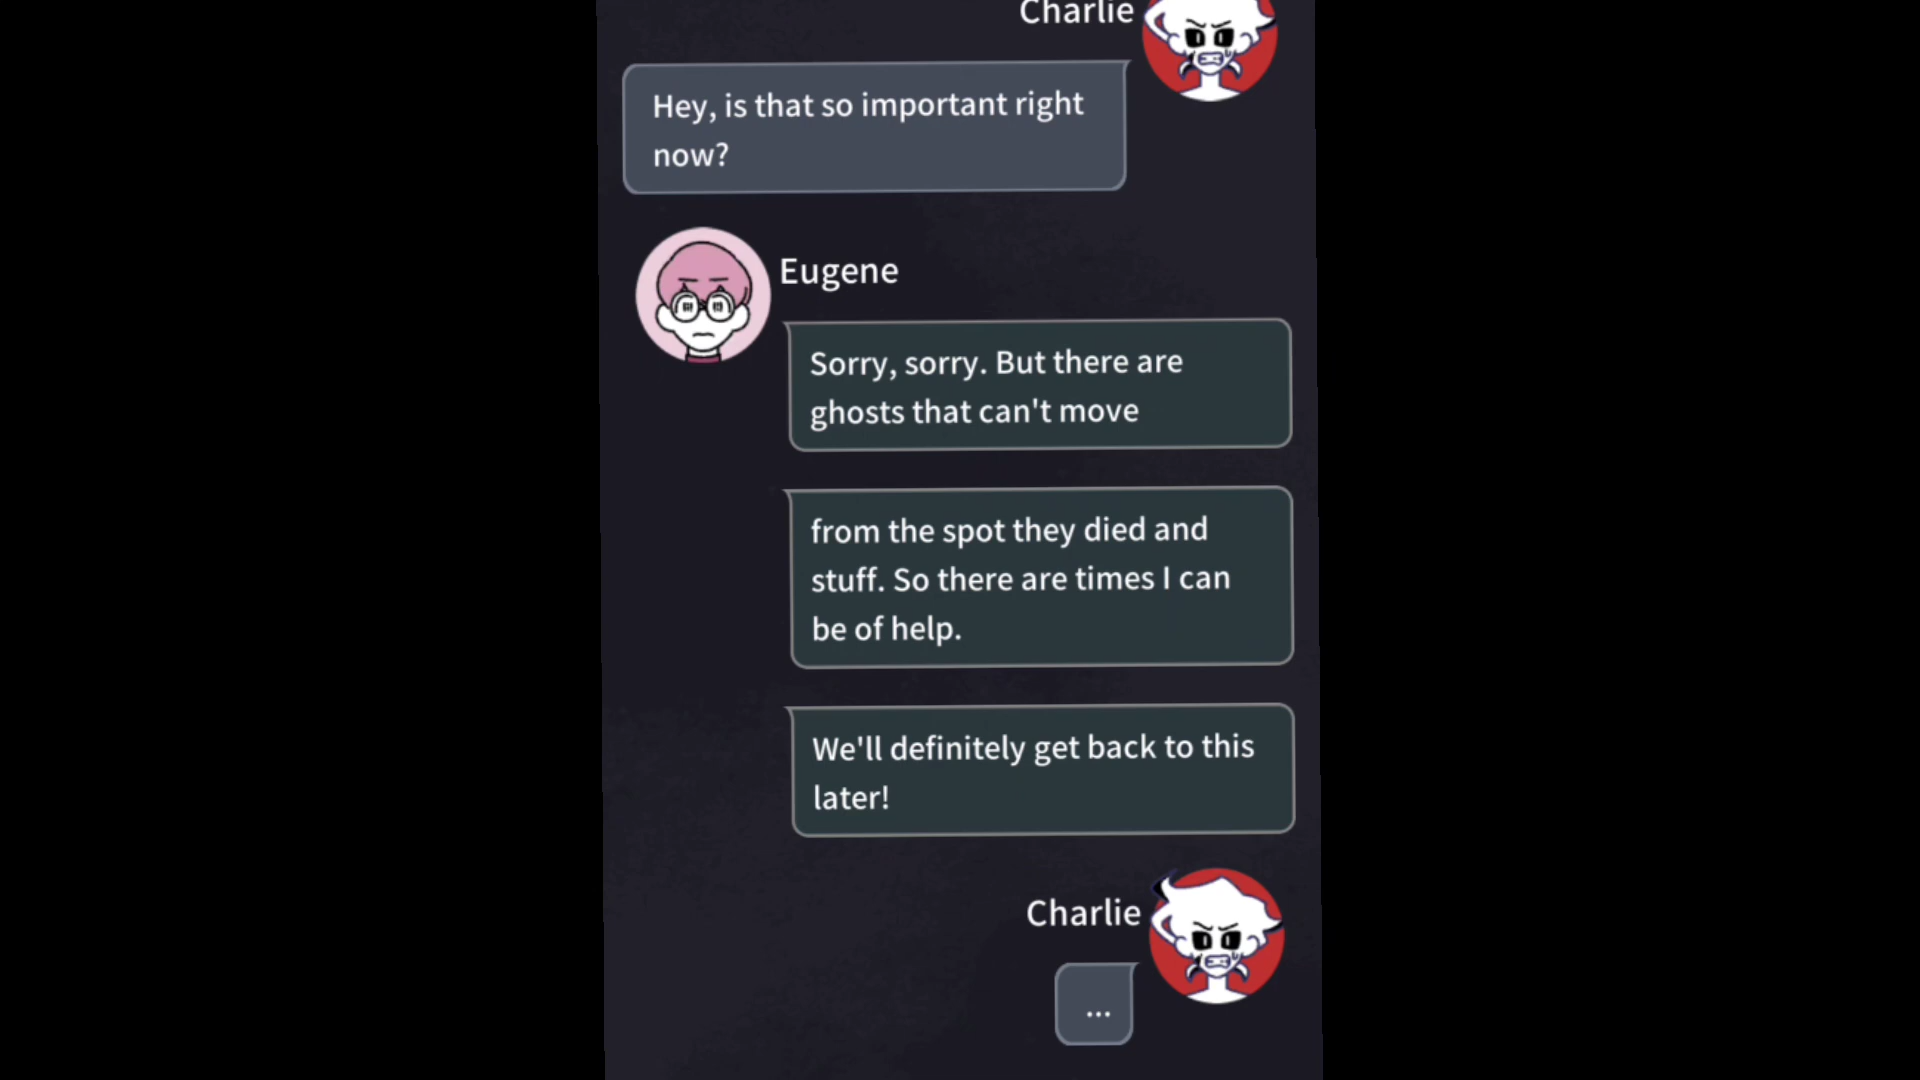 Charlie
Hey, is that so important right
now?
Eugene
Sorry, sorry. But there are
ghosts that can't move
from the spot they died and
stuff. So there are times I can
be of help.
We'll definitely get back to this
later!
Charlie
...